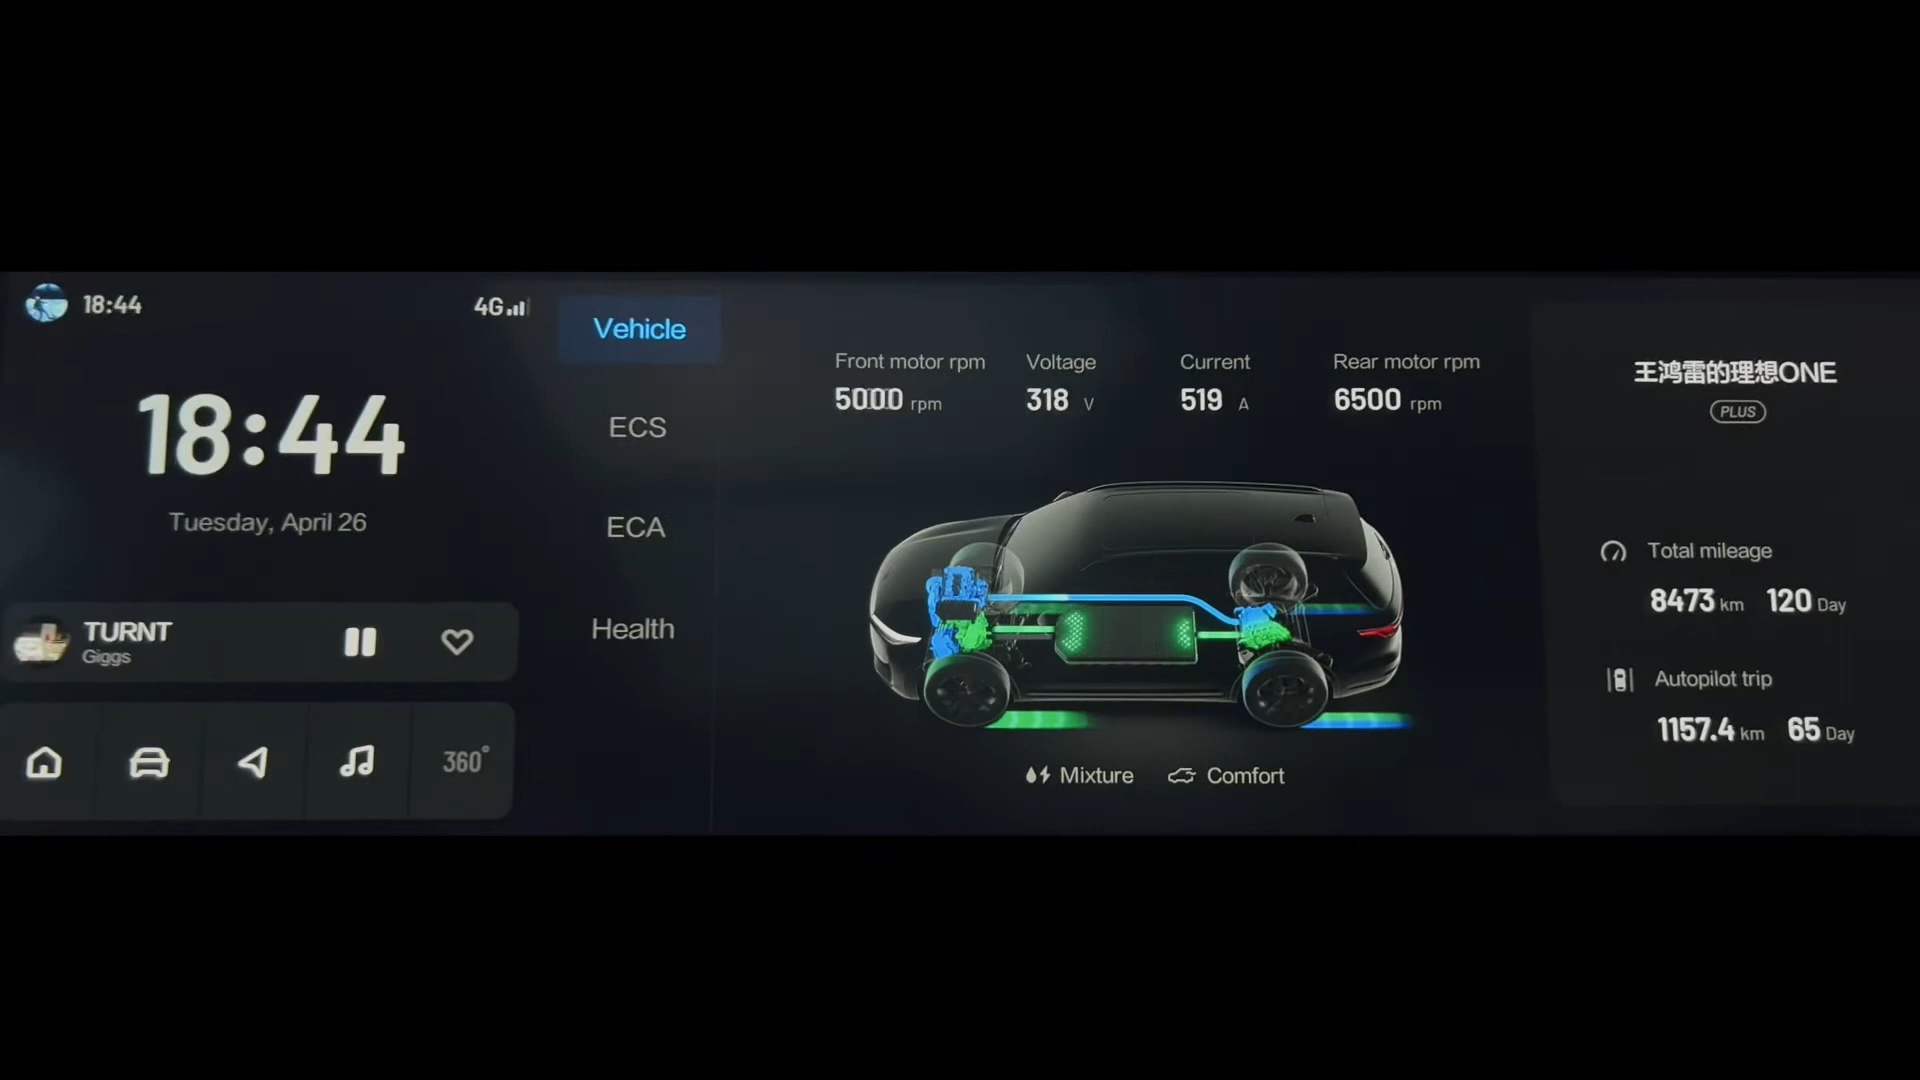 18:44
4G
18:44
Tuesday, April 26
TURNT
Giggs
360°
Vehicle
ECS
ECA
Health
Front motor rpm
5000 rpm
Voltage
318 V
Current
519 A
Rear motor rpm
6500 rpm
Mixture
Comfort
王鸿雷的理想ONE
PLUS
Total mileage
8473 km 120 Day
Autopilot trip
1157.4 km 65 Day